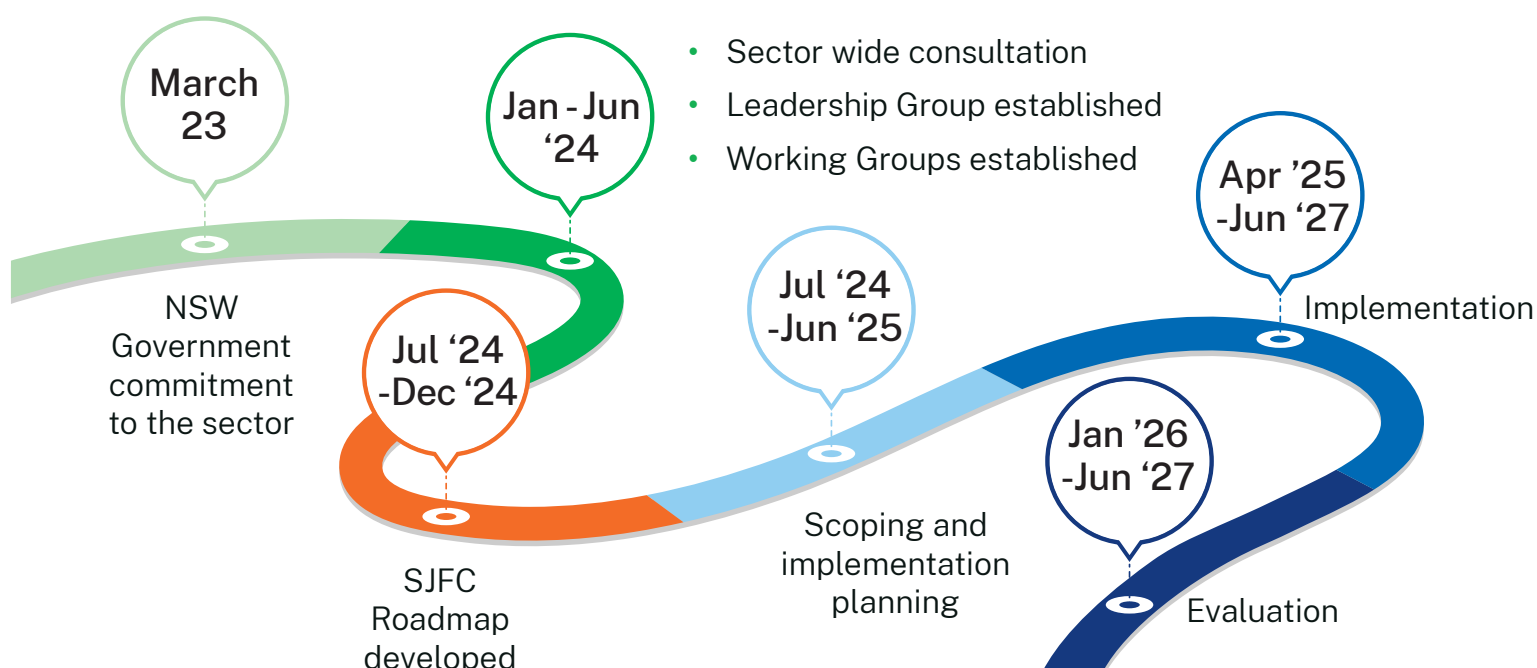 March
23
NSW
Government
commitment
to the sector
Jan - Jun
‘24
• Sector wide consultation
• Leadership Group established
• Working Groups established
Jul ‘24
-Dec ‘24
SJFC
Roadmap
developed
Jul ‘24
-Jun ‘25
Scoping and
implementation
planning
Apr ’25
-Jun ‘27
Implementation
Jan ’26
-Jun ‘27
Evaluation